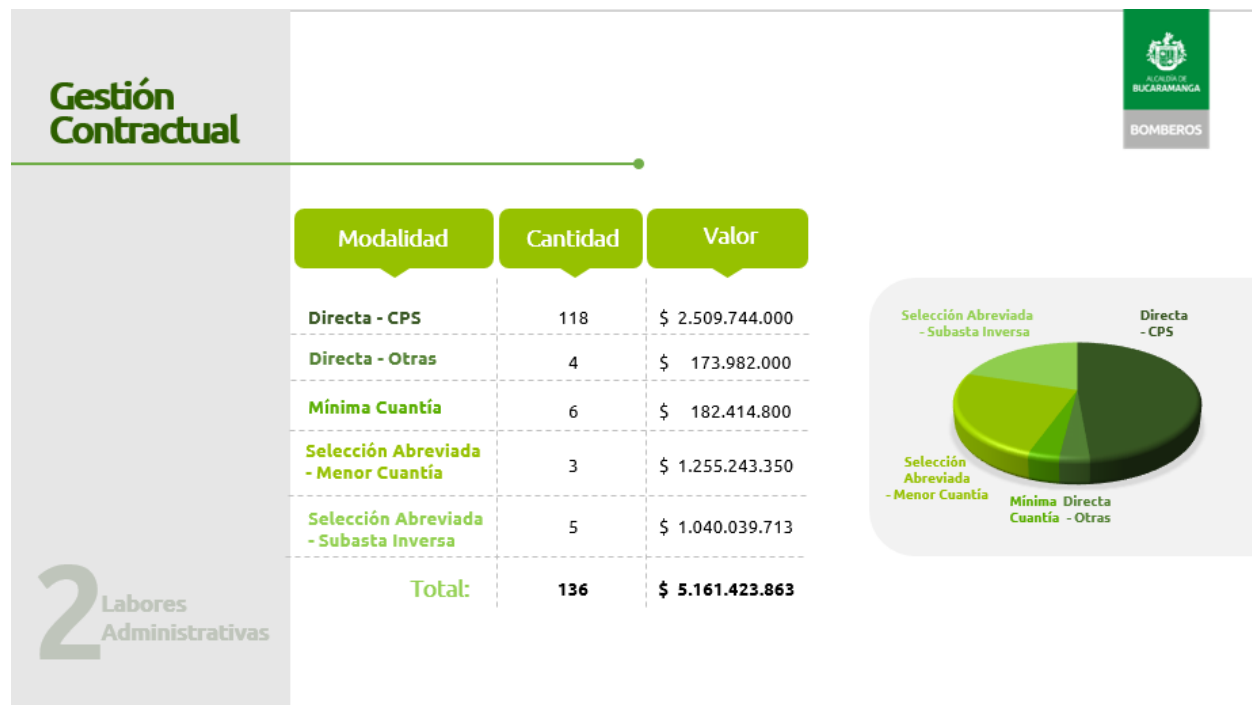 Gestión
Contractual
ALCALDÍA DE
BUCARAMANGA
BOMBEROS
Modalidad Cantidad Valor
Directa - CPS 118 $ 2.509.744.000
Directa - Otras 4 $ 173.982.000
Mínima Cuantía 6 $ 182.414.800
Selección Abreviada
- Menor Cuantía 3 $ 1.255.243.350
Selección Abreviada
- Subasta Inversa 5 $ 1.040.039.713
Total: 136 $ 5.161.423.863
Selección Abreviada
- Subasta Inversa
Directa
- CPS
Selección
Abreviada
- Menor Cuantía
Mínima
Cuantía
Directa
- Otras
2
Labores
Administrativas